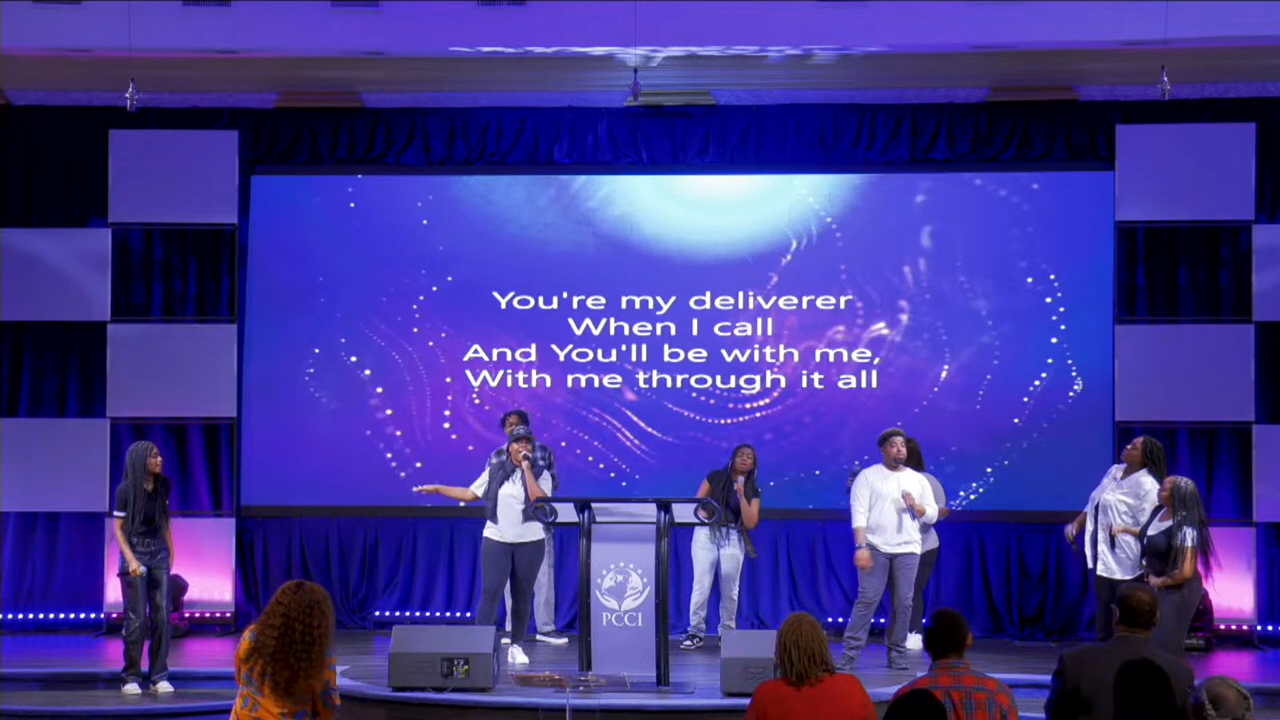 You're my deliverer
When I call
And You'll be with me,
With me through it all
PCCI